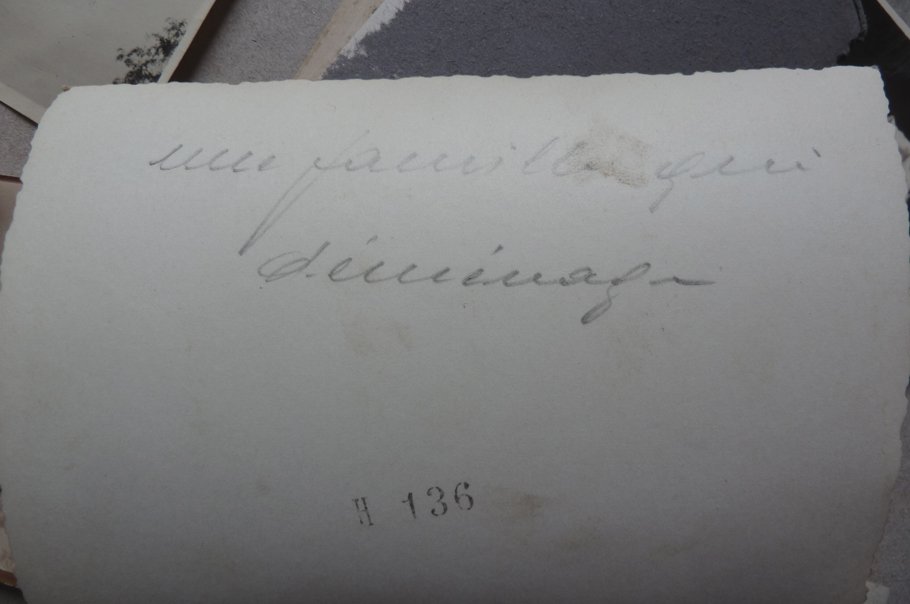 une famille qui
déménage
H 136